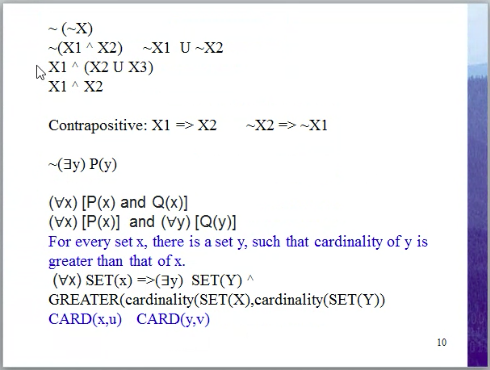 ~ (~X)
~(X1 ^ X2) ~X1 U ~X2
X1 ^ (X2 U X3)
X1 ^ X2
Contrapositive: X1 => X2 ~X2 => ~X1
~(∃y) P(y)
(∀x) [P(x) and Q(x)]
(∀x) [P(x)] and (∀y) [Q(y)]
For every set x, there is a set y, such that cardinality of y is
greater than that of x.
(∀x) SET(x) =>(∃y) SET(Y) ^
GREATER(cardinality(SET(X),cardinality(SET(Y))
CARD(x,u) CARD(y,v)
10